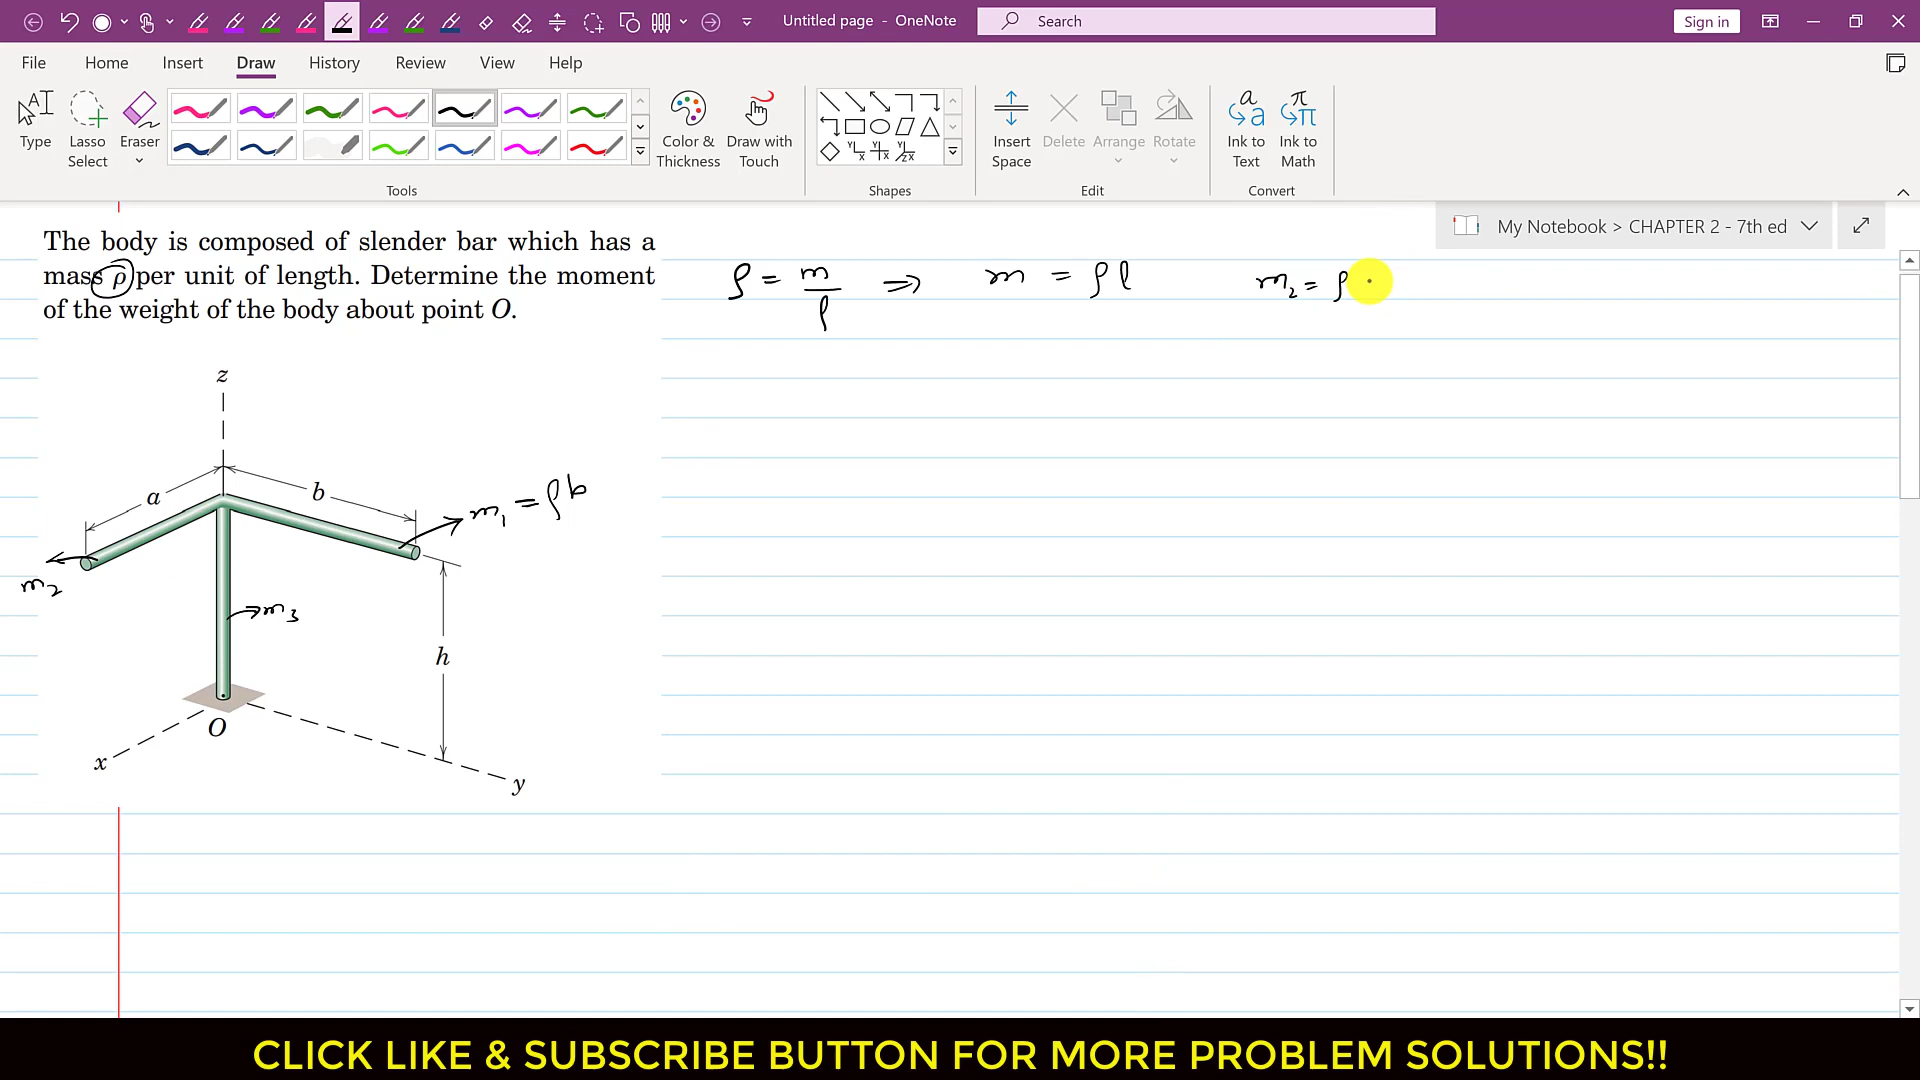 Untitled page - OneNote
Search
Sign in
File Home Insert Draw History Review View Help
Type
Lasso Select
Eraser
Color & Thickness
Draw with Touch
Insert Space
Delete
Arrange
Rotate
Ink to Text
Ink to Math
Tools
Shapes
Edit
Convert
My Notebook > CHAPTER 2 - 7th ed
The body is composed of slender bar which has a
mass ρ per unit of length. Determine the moment
of the weight of the body about point O.
ρ = m/ρ ⇒ m = ρl m₂ = ρ
z
a
b
m₁ = ρb
m₂
m₃
h
O
x
y
CLICK LIKE & SUBSCRIBE BUTTON FOR MORE PROBLEM SOLUTIONS!!